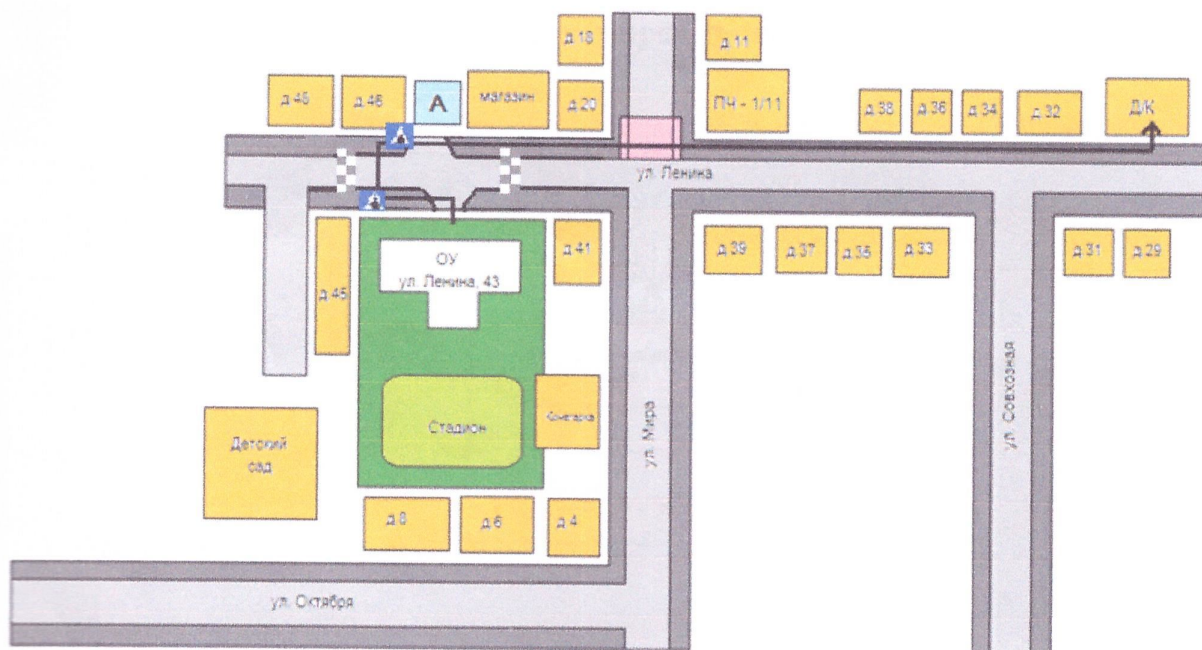 д.18
д.11
д.45
д.46
А
магазин
д.20
ПЧ - 1/11
д.38
д.36
д.34
д.32
Д/К
ул. Ленина
д.45
ОУ
ул. Ленина, 43
д.41
д.39
д.37
д.35
д.33
д.31
д.29
Стадион
ул. Мира
ул. Совхозная
Детский
сад
д.8
д.6
д.4
ул. Октября